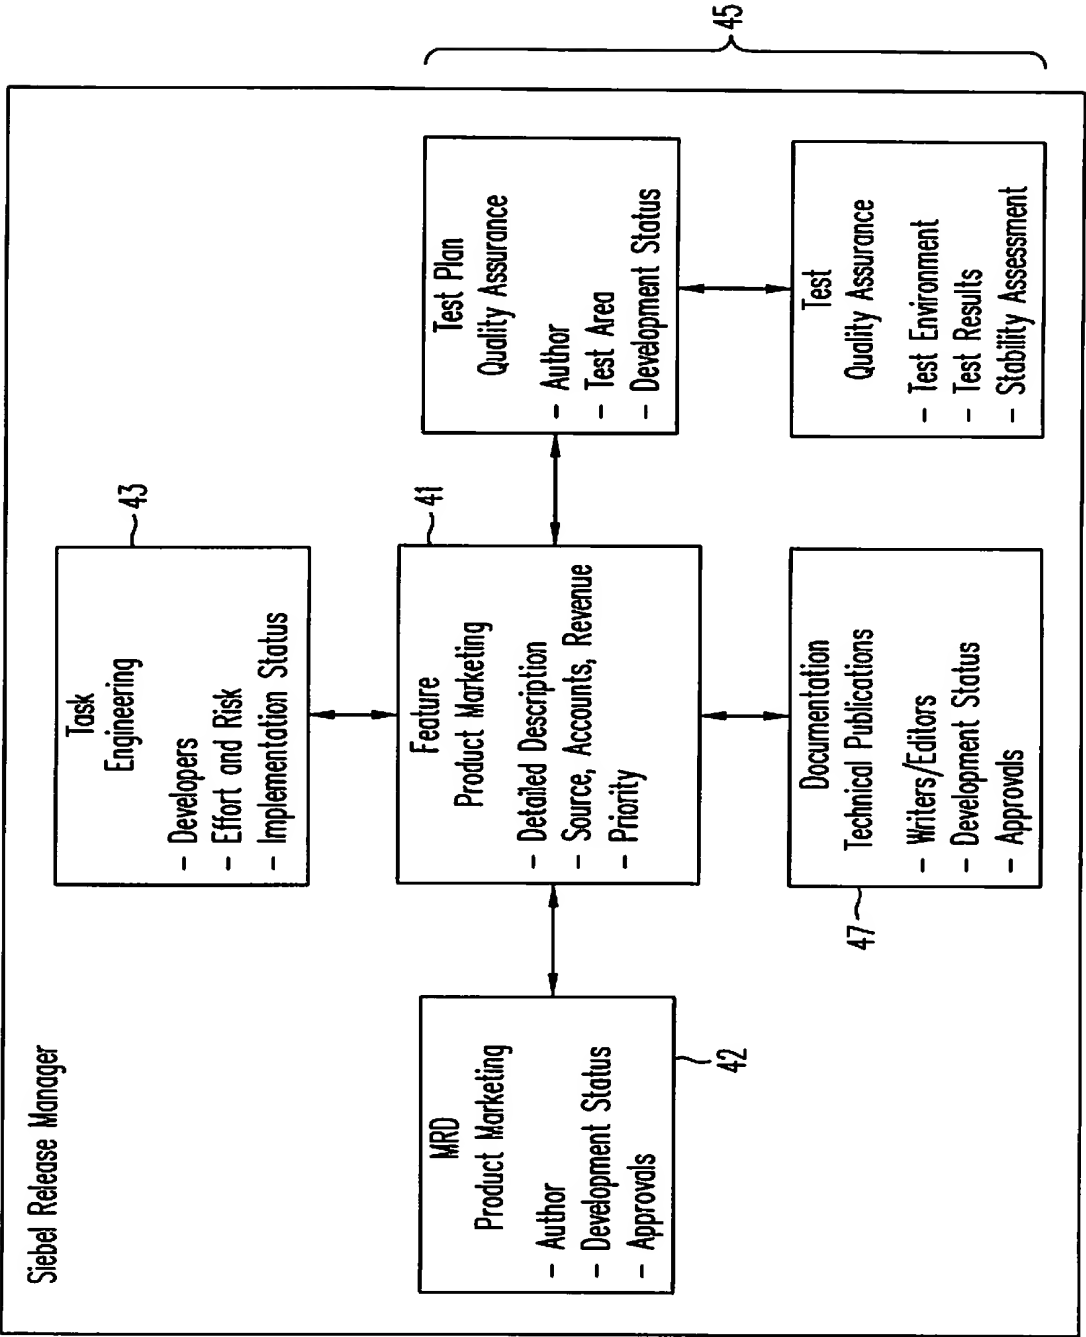 Siebel Release Manager
Task
Engineering
- Developers
- Effort and Risk
- Implementation Status
43
MRD
Product Marketing
- Author
- Development Status
- Approvals
42
Feature
Product Marketing
- Detailed Description
- Source, Accounts, Revenue
- Priority
41
Test Plan
Quality Assurance
- Author
- Test Area
- Development Status
Documentation
Technical Publications
- Writers/Editors
- Development Status
- Approvals
47
Test
Quality Assurance
- Test Environment
- Test Results
- Stability Assessment
45